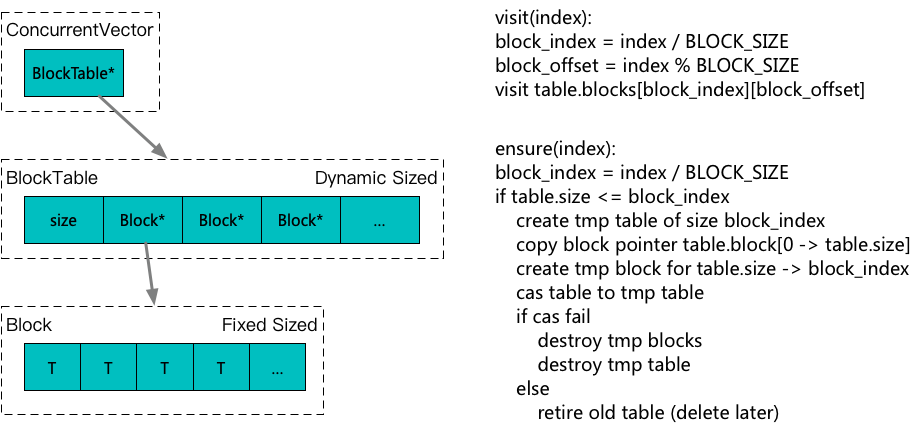 ConcurrentVector
BlockTable*
BlockTable Dynamic Sized
size Block* Block* Block* ...
Block Fixed Sized
T T T T ...
visit(index):
block_index = index / BLOCK_SIZE
block_offset = index % BLOCK_SIZE
visit table.blocks[block_index][block_offset]
ensure(index):
block_index = index / BLOCK_SIZE
if table.size <= block_index
create tmp table of size block_index
copy block pointer table.block[0 -> table.size]
create tmp block for table.size -> block_index
cas table to tmp table
if cas fail
destroy tmp blocks
destroy tmp table
else
retire old table (delete later)